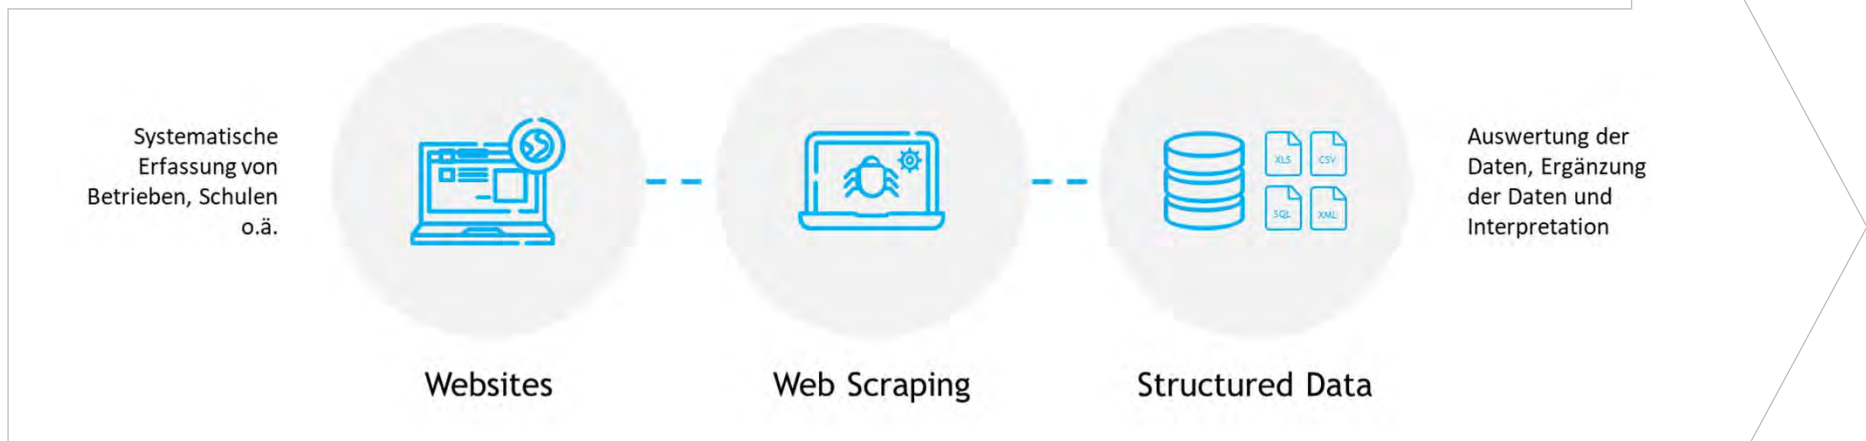 Systematische
Erfassung von
Betrieben, Schulen
o.ä.
Websites
Web Scraping
XLS
CSV
SQL
XML
Structured Data
Auswertung der
Daten, Ergänzung
der Daten und
Interpretation